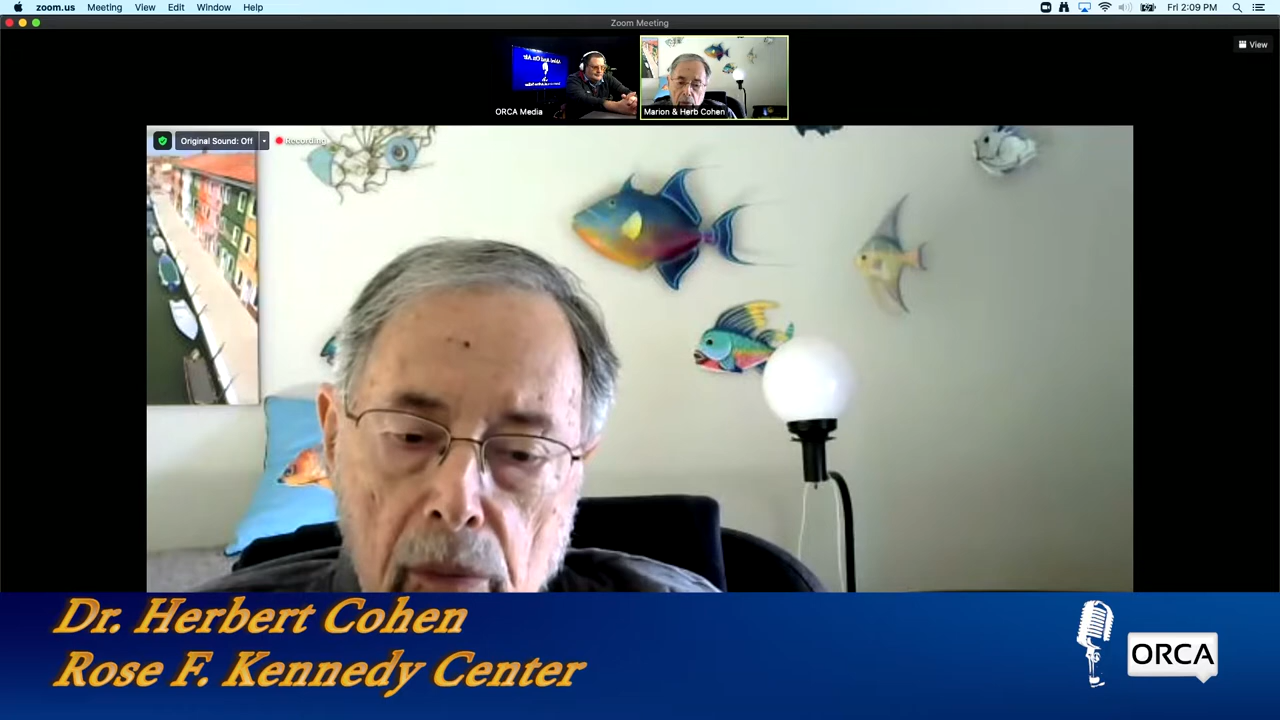 zoom.us Meeting View Edit Window Help
Fri 2:09 PM
Zoom Meeting
View
ORCA Media
Marion & Herb Cohen
Original Sound: Off
Recording
Dr. Herbert Cohen
Rose F. Kennedy Center
ORCA